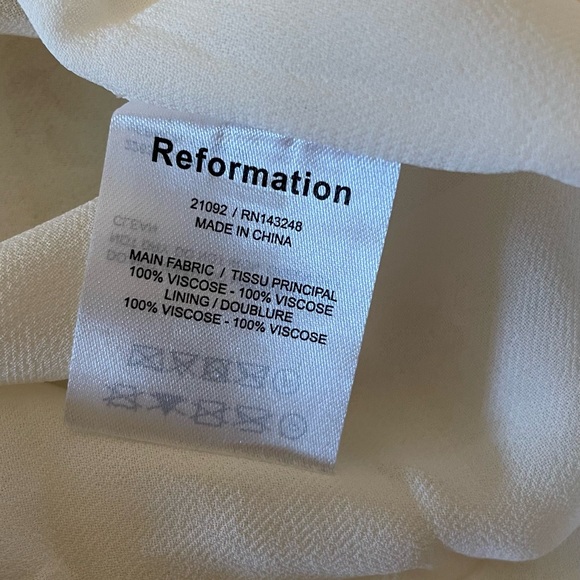 Reformation
21092 / RN143248
MADE IN CHINA
MAIN FABRIC / TISSU PRINCIPAL
100% VISCOSE - 100% VISCOSE
LINING / DOUBLURE
100% VISCOSE - 100% VISCOSE